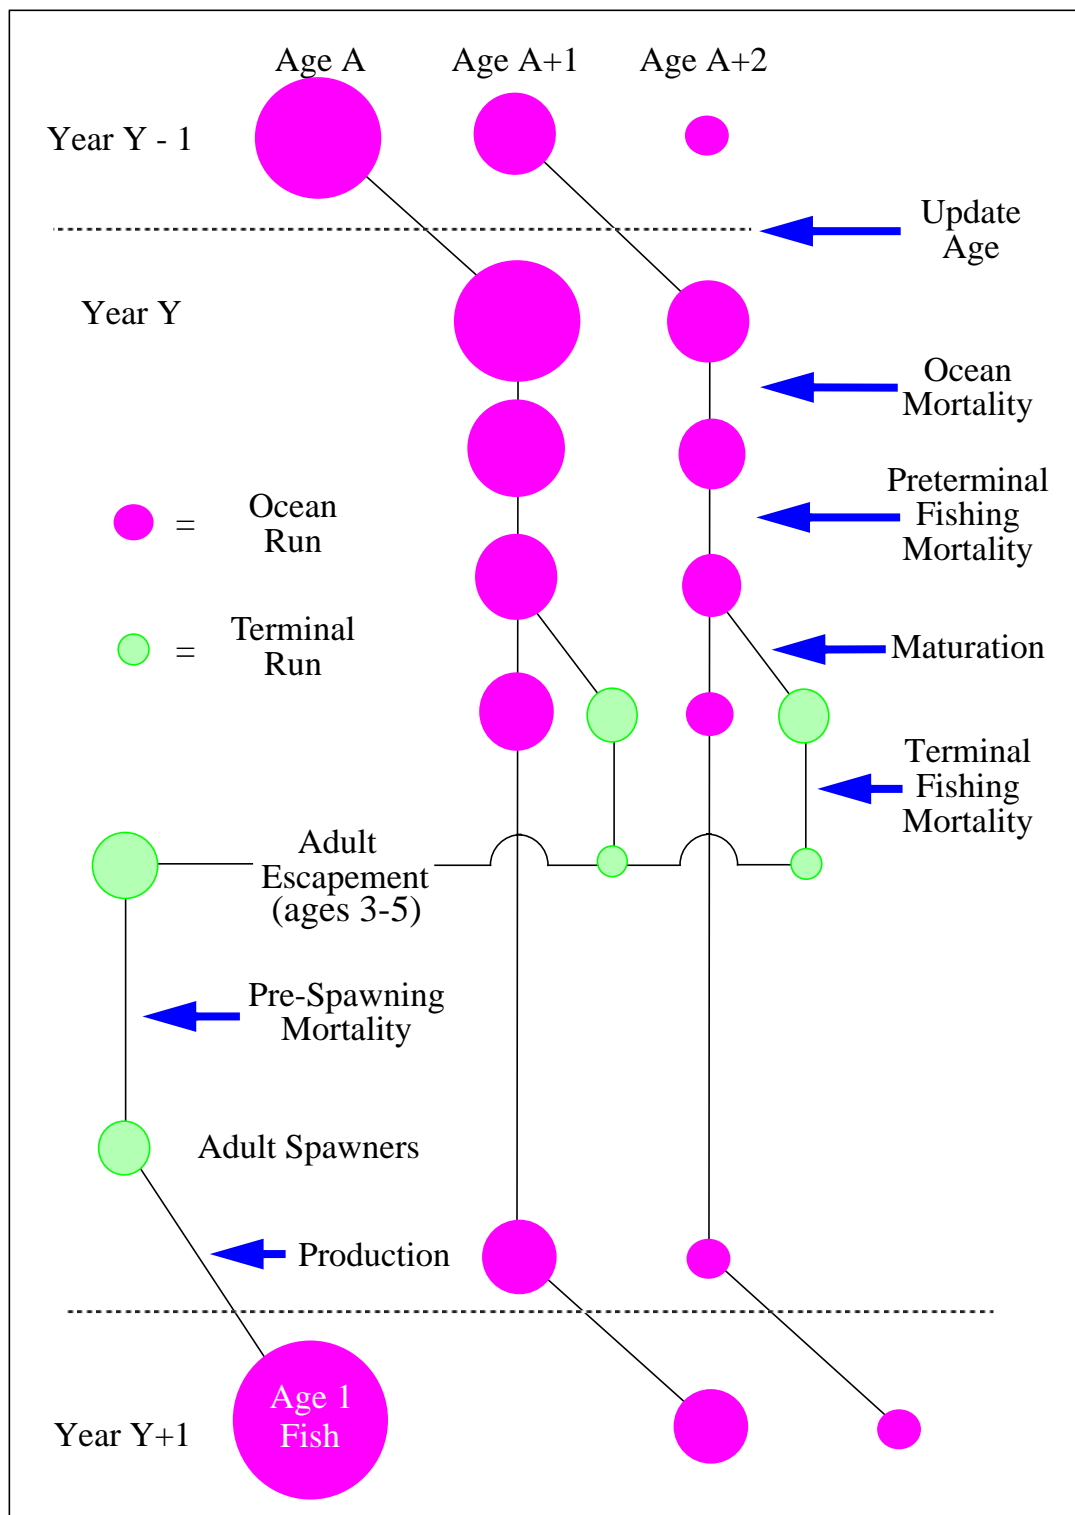 Age A
Age A+1
Age A+2
Year Y - 1
Update
Age
Year Y
Ocean
Mortality
Preterminal
Fishing
Mortality
= Ocean
Run
= Terminal
Run
Maturation
Terminal
Fishing
Mortality
Adult
Escapement
(ages 3-5)
Pre-Spawning
Mortality
Adult Spawners
Production
Age 1
Fish
Year Y+1